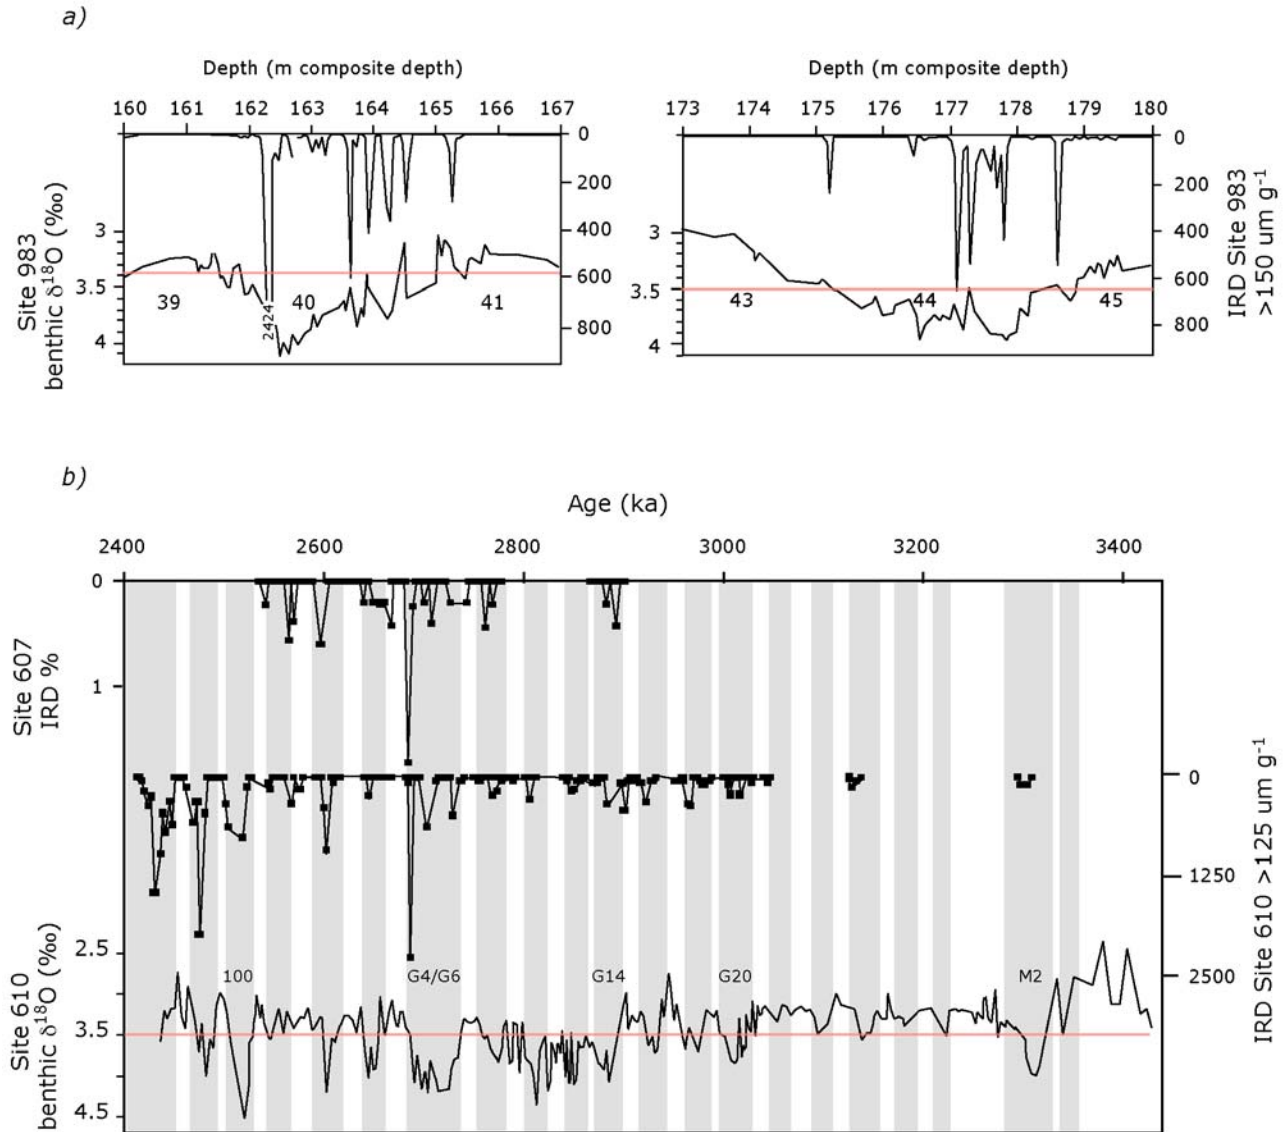 a)
Depth (m composite depth)
160 161 162 163 164 165 166 167
Site 983
benthic δ18O (‰)
3
3.5
4
0
200
400
600
800
39
2424
40
41
Depth (m composite depth)
173 174 175 176 177 178 179 180
3
3.5
4
0
200
400
600
800
43
44
45
IRD Site 983
>150 um g-1
b)
Age (ka)
2400 2600 2800 3000 3200 3400
Site 607
IRD %
0
1
0
1250
2500
IRD Site 610 >125 um g-1
Site 610
benthic δ18O (‰)
2.5
3.5
4.5
100
G4/G6
G14
G20
M2